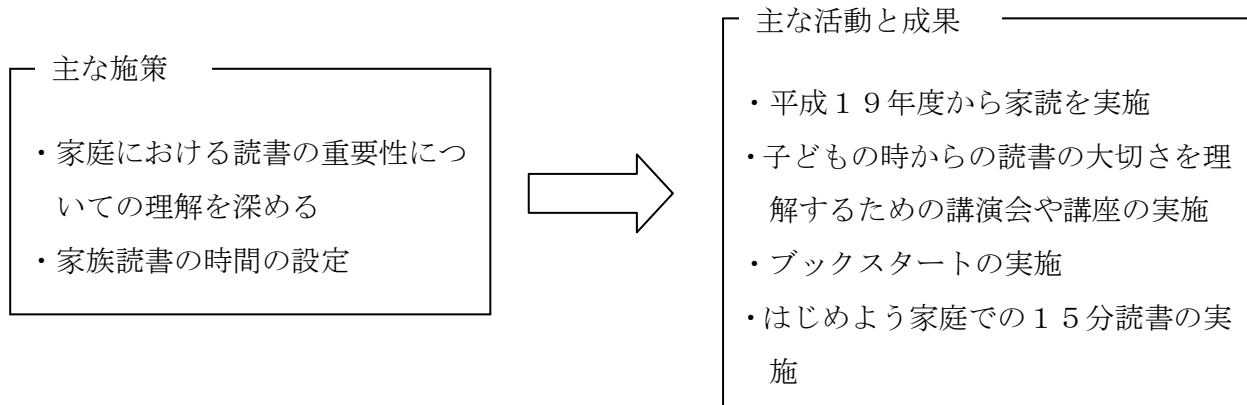 主な施策
・家庭における読書の重要性につ
いての理解を深める
・家族読書の時間の設定
主な活動と成果
・平成１９年度から家読を実施
・子どもの時からの読書の大切さを理
解するための講演会や講座の実施
・ブックスタートの実施
・はじめよう家庭での１５分読書の実
施